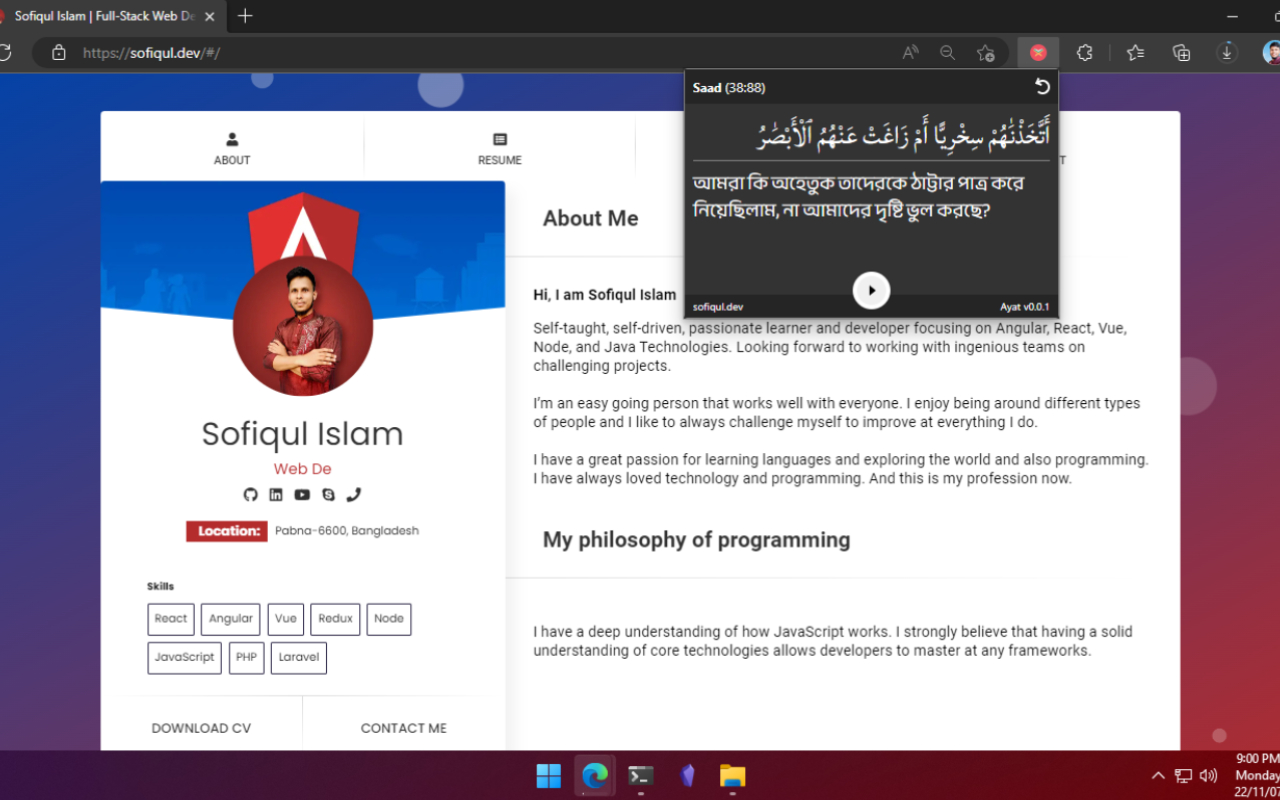 Sofiqul Islam | Full-Stack Web De
https://sofiqul.dev/#/
Saad (38:88)
أَتَّخَذْنَـٰهُمْ سِخْرِيًّا أَمْ زَاغَتْ عَنْهُمُ ٱلْأَبْصَـٰرُ
আমরা কি অহেতুক তাদেরকে ঠাট্টার পাত্র করে
নিয়েছিলাম, না আমাদের দৃষ্টি ভুল করছে?
sofiqul.dev
Ayat v0.0.1
ABOUT
RESUME
T
Sofiqul Islam
Web De
Location: Pabna-6600, Bangladesh
Skills
React Angular Vue Redux Node
JavaScript PHP Laravel
DOWNLOAD CV
CONTACT ME
About Me
Hi, I am Sofiqul Islam
Self-taught, self-driven, passionate learner and developer focusing on Angular, React, Vue,
Node, and Java Technologies. Looking forward to working with ingenious teams on
challenging projects.
I'm an easy going person that works well with everyone. I enjoy being around different types
of people and I like to always challenge myself to improve at everything I do.
I have a great passion for learning languages and exploring the world and also programming.
I have always loved technology and programming. And this is my profession now.
My philosophy of programming
I have a deep understanding of how JavaScript works. I strongly believe that having a solid
understanding of core technologies allows developers to master at any frameworks.
9:00 PM
Monday
22/11/07